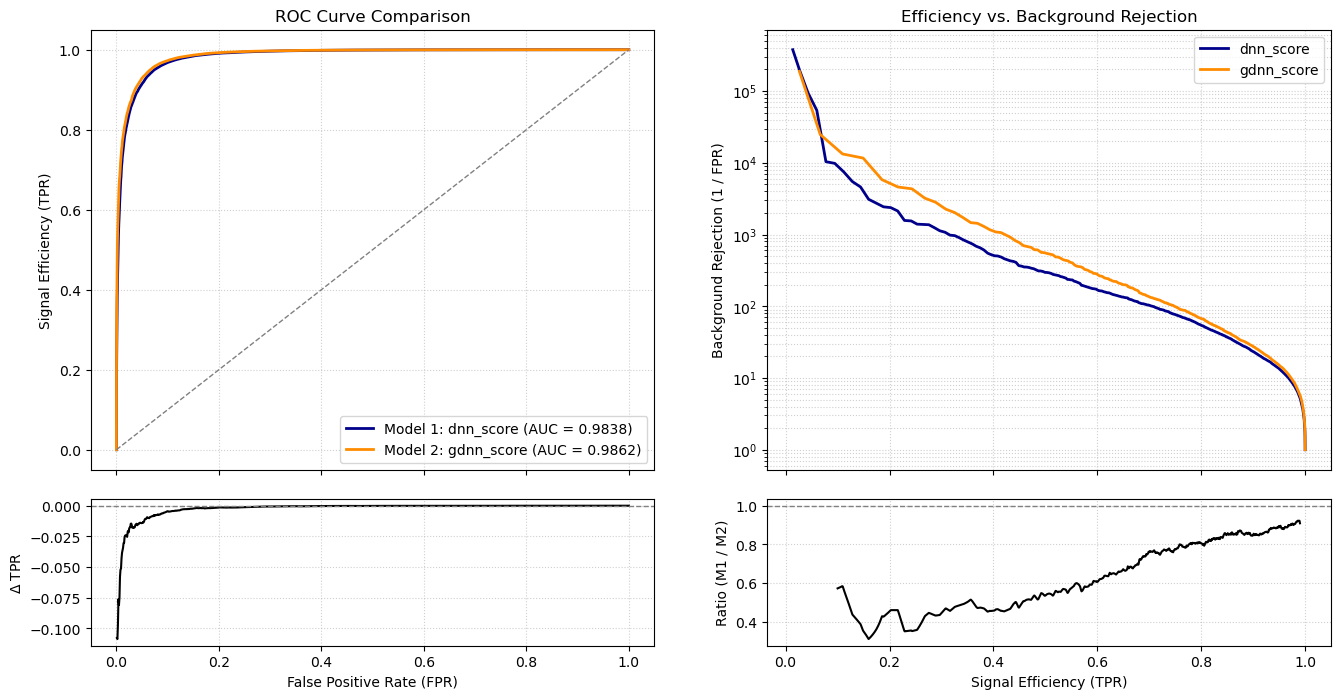 ROC Curve Comparison
1.0
0.8
0.6
0.4
0.2
0.0
Signal Efficiency (TPR)
Model 1: dnn_score (AUC = 0.9838)
Model 2: gdnn_score (AUC = 0.9862)
0.000
−0.025
−0.050
−0.075
−0.100
Δ TPR
0.0 0.2 0.4 0.6 0.8 1.0
False Positive Rate (FPR)
Efficiency vs. Background Rejection
dnn_score
gdnn_score
10⁵
10⁴
10³
10²
10¹
10⁰
Background Rejection (1 / FPR)
1.0
0.8
0.6
0.4
Ratio (M1 / M2)
0.0 0.2 0.4 0.6 0.8 1.0
Signal Efficiency (TPR)